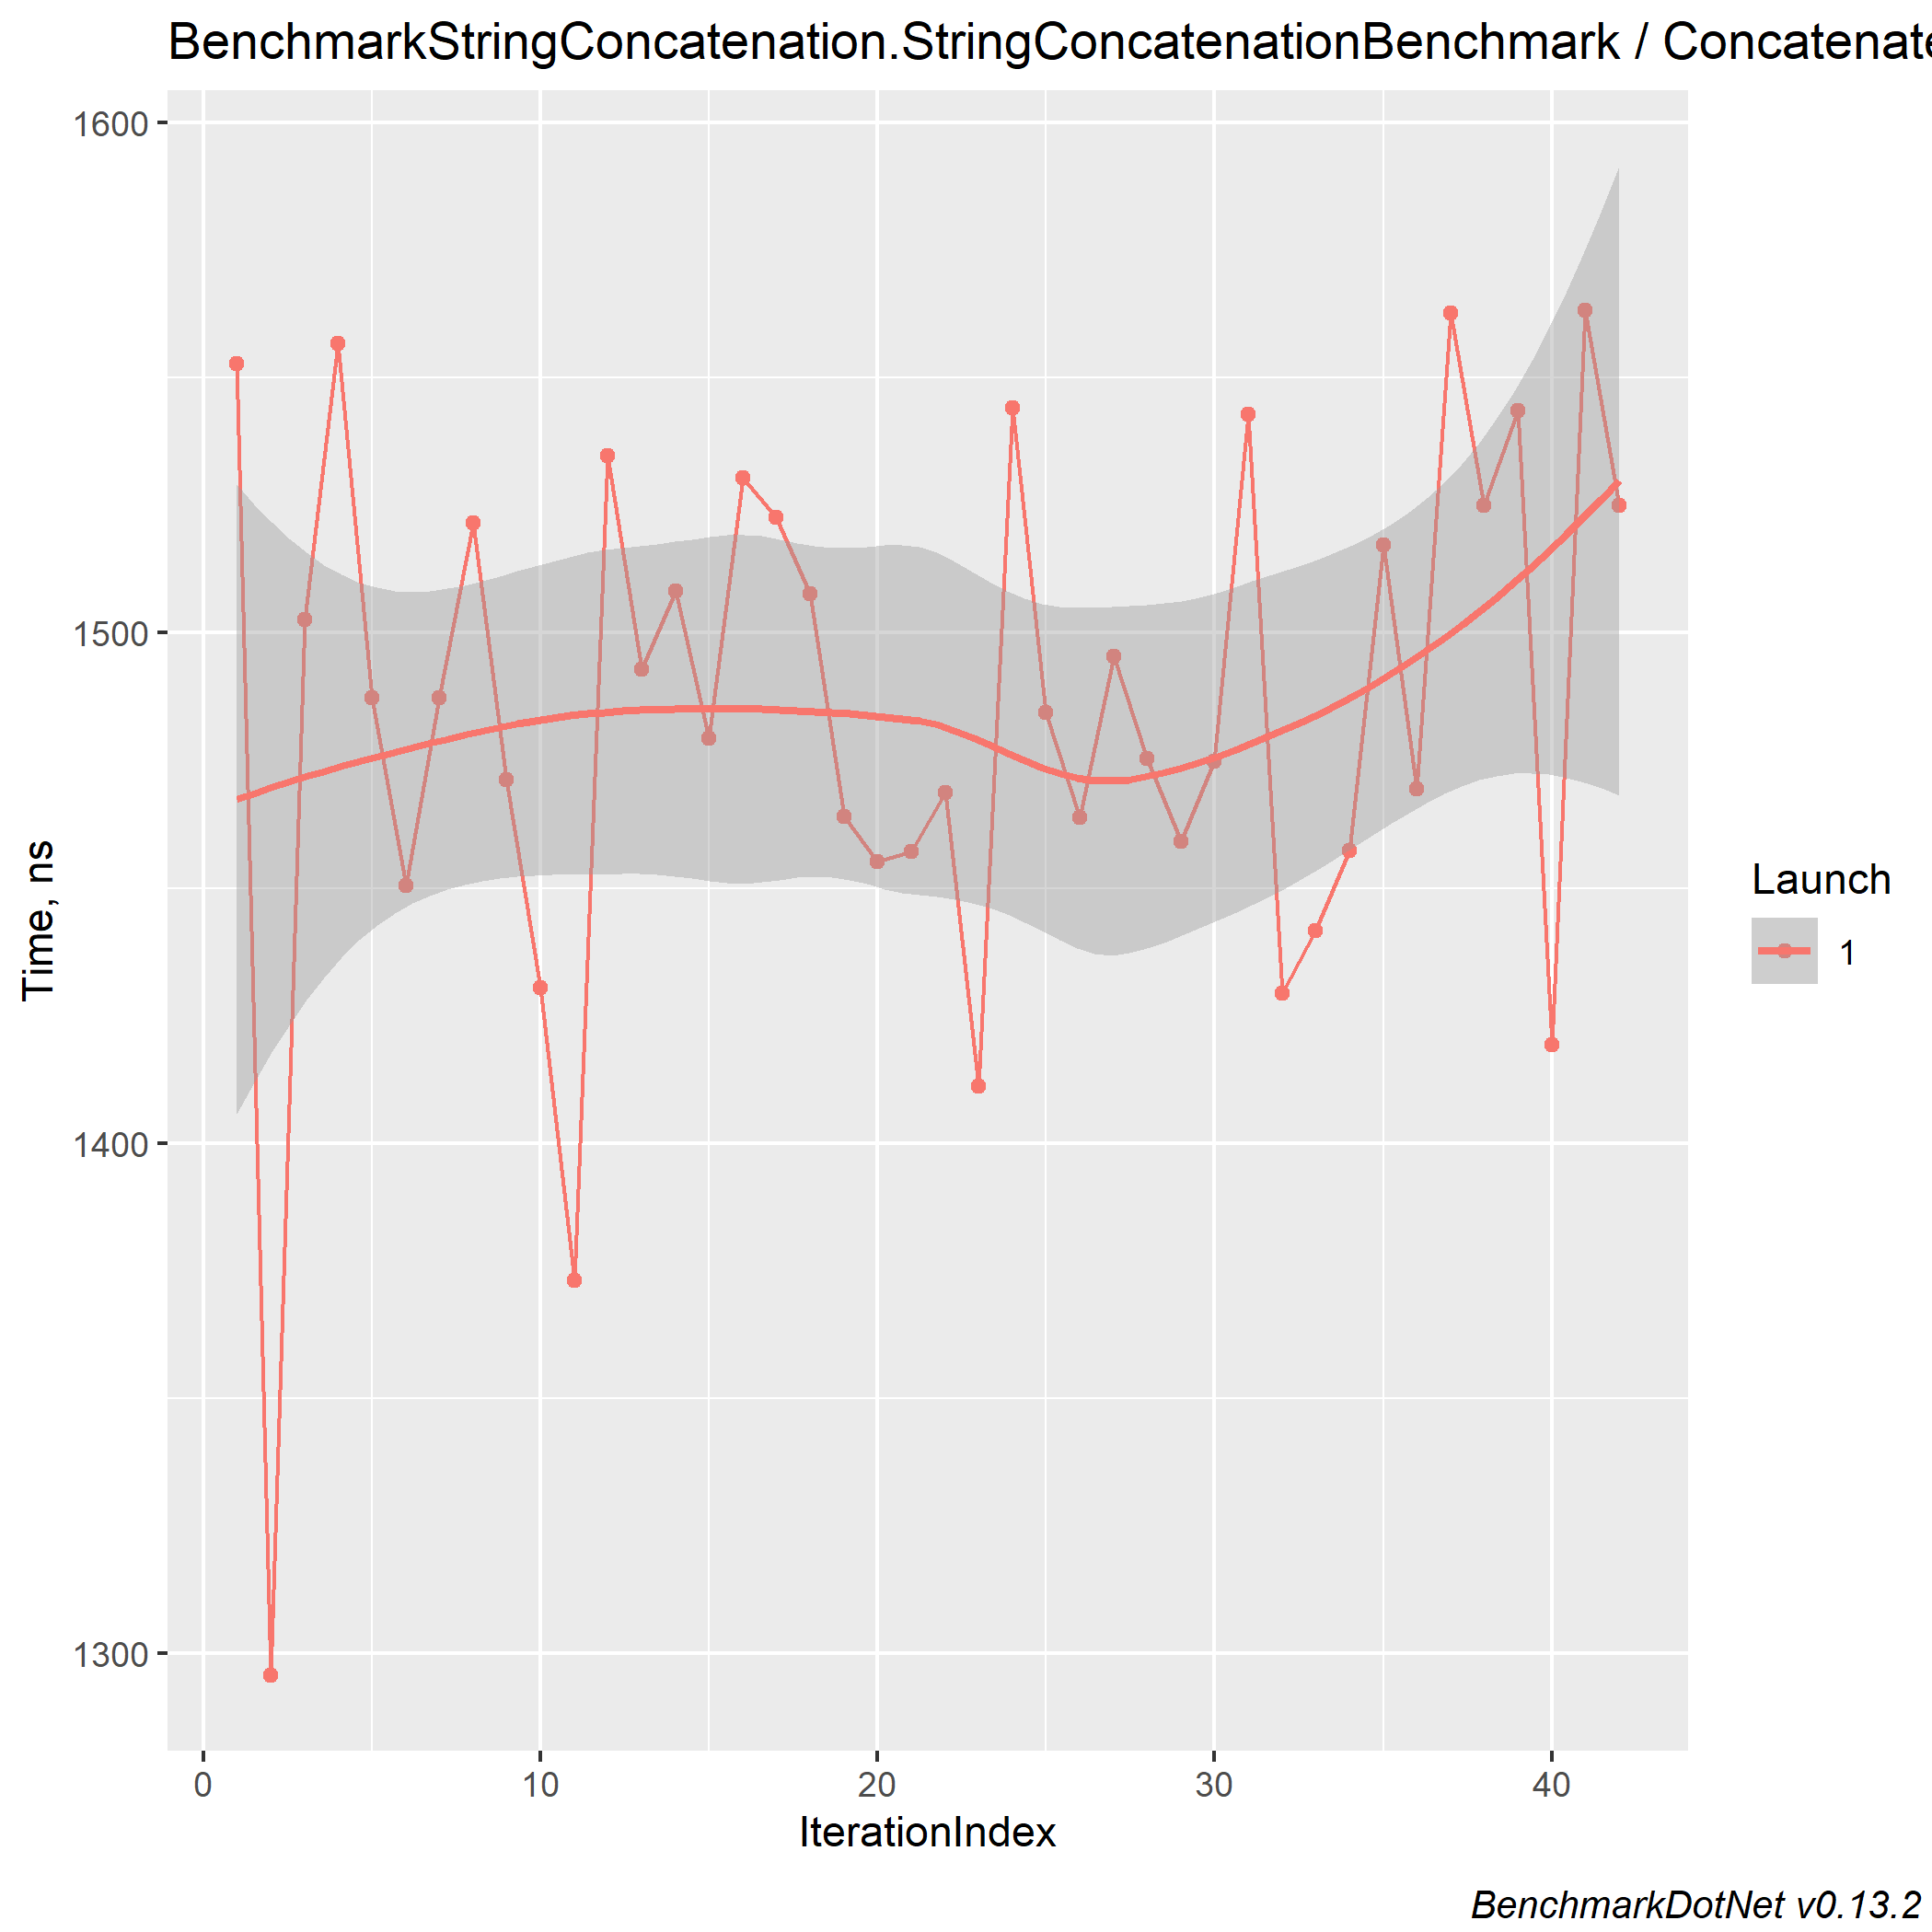 BenchmarkStringConcatenation.StringConcatenationBenchmark / Concatenate
1600
1500
1400
1300
Time, ns
0 10 20 30 40
IterationIndex
Launch
1
BenchmarkDotNet v0.13.2